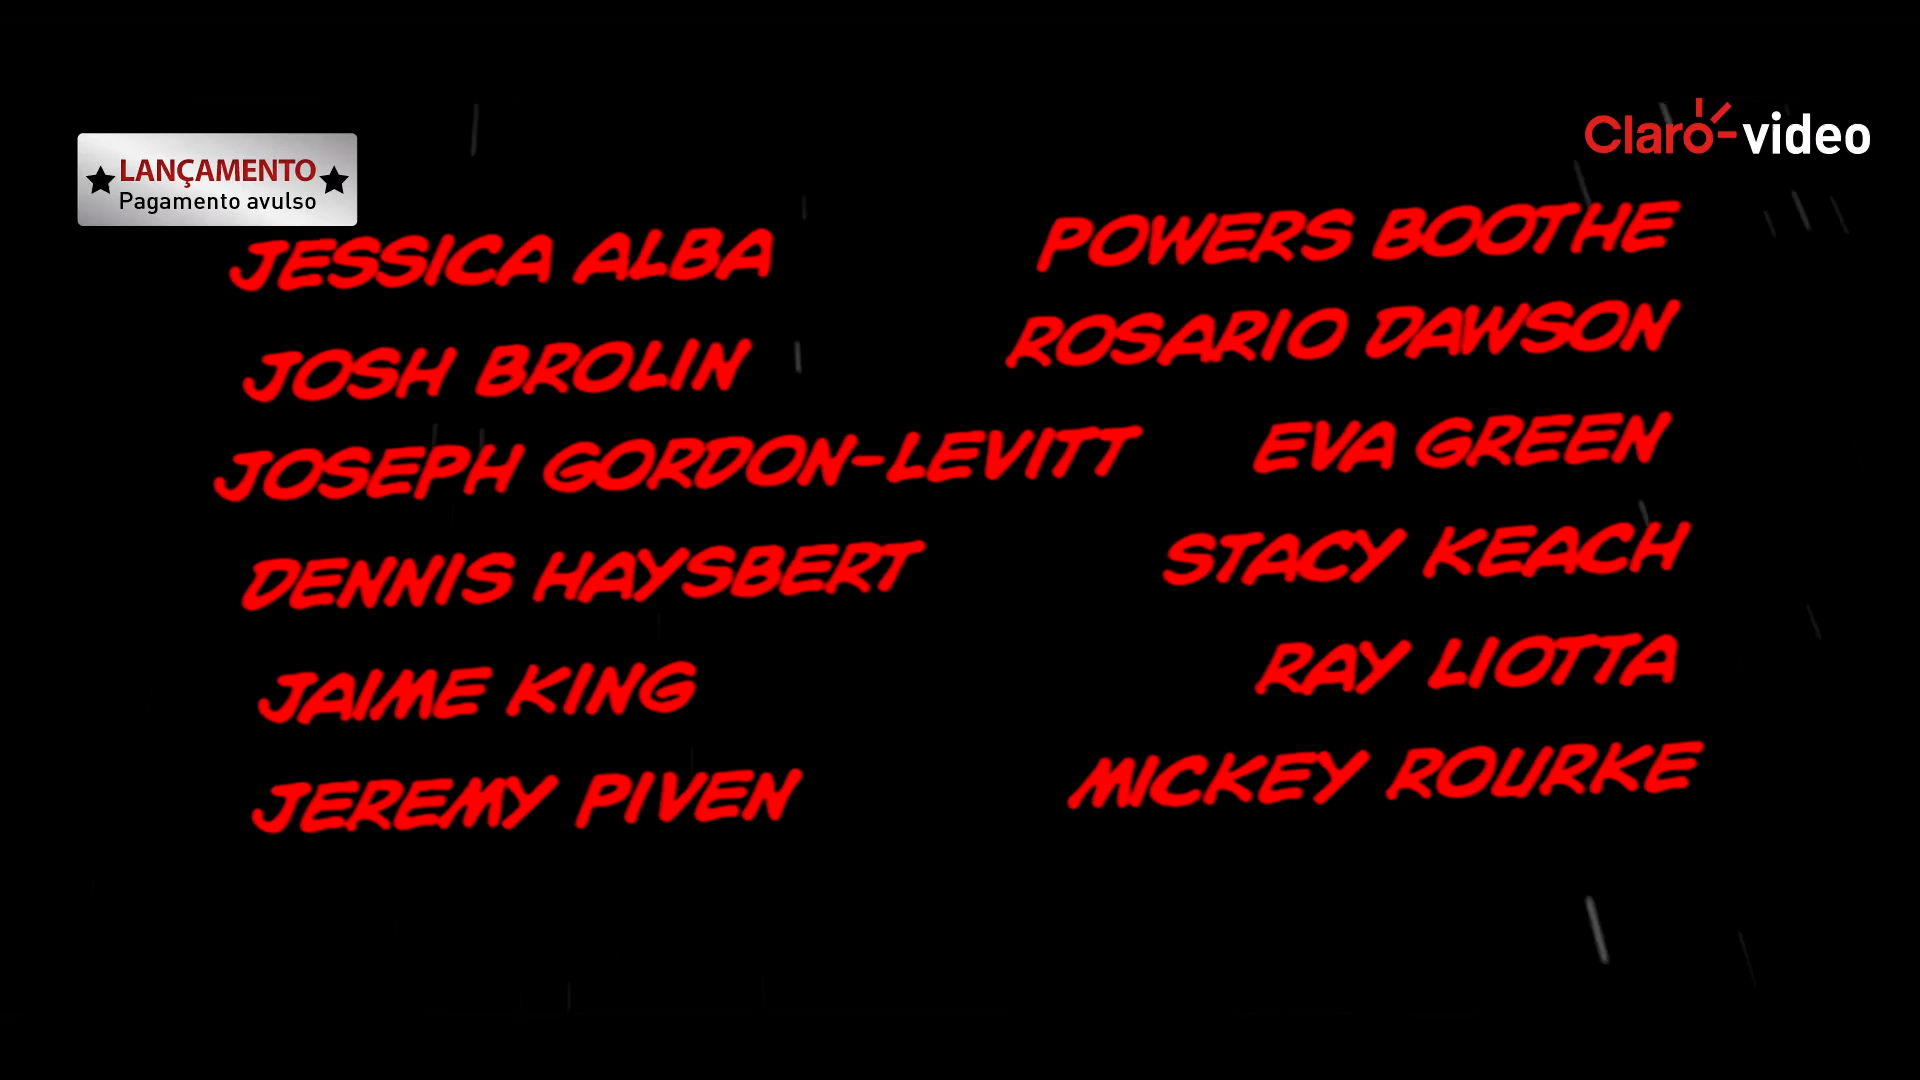 LANÇAMENTO
Pagamento avulso
Claro-video
JESSICA ALBA
POWERS BOOTHE
JOSH BROLIN
ROSARIO DAWSON
JOSEPH GORDON-LEVITT
EVA GREEN
DENNIS HAYSBERT
STACY KEACH
JAIME KING
RAY LIOTTA
JEREMY PIVEN
MICKEY ROURKE